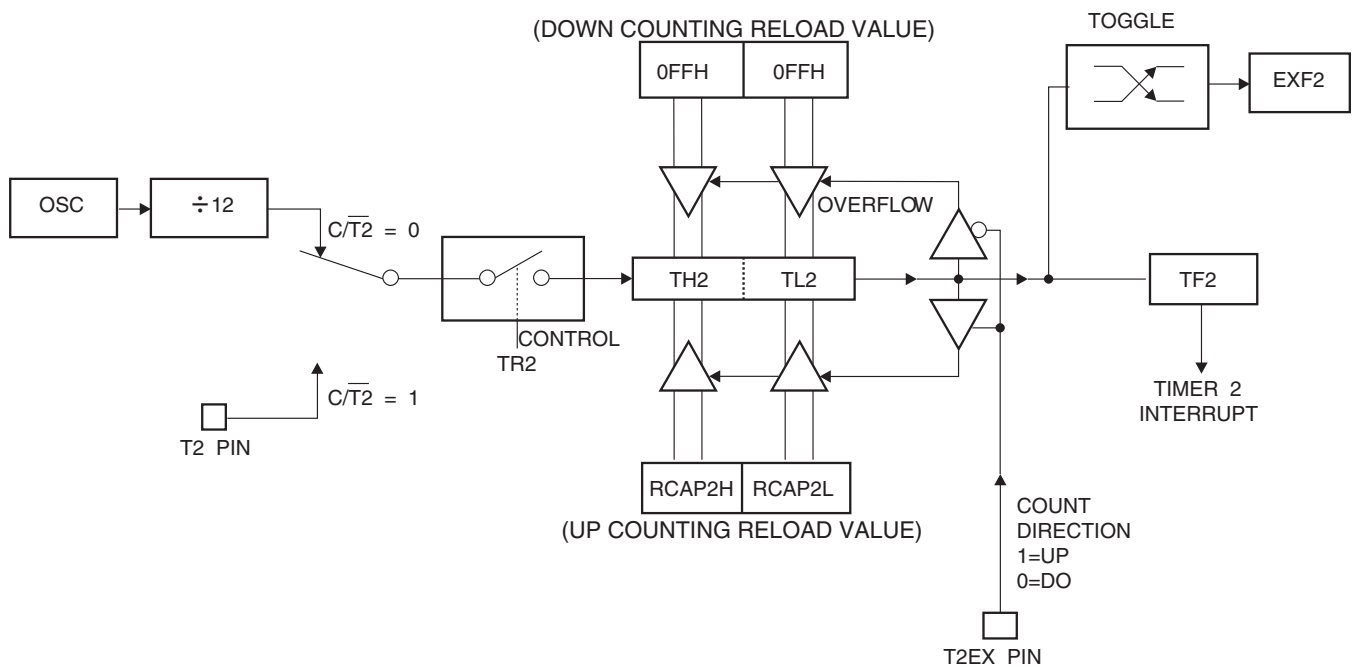 (DOWN COUNTING RELOAD VALUE)
TOGGLE
0FFH 0FFH
EXF2
OSC
÷12
OVERFLOW
C/T2̅ = 0
TH2 TL2
TF2
CONTROL
TR2
C/T2̅ = 1
TIMER 2
INTERRUPT
T2 PIN
RCAP2H RCAP2L
(UP COUNTING RELOAD VALUE)
COUNT
DIRECTION
1=UP
0=DO
T2EX PIN